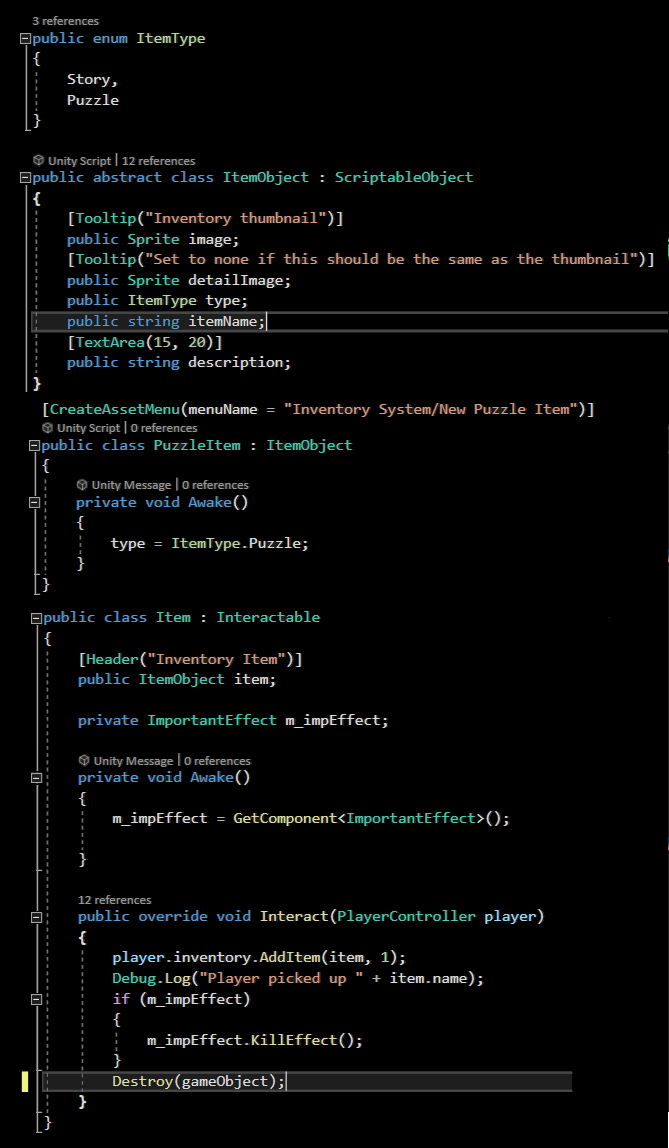 3 references
public enum ItemType
{
Story,
Puzzle
}
Unity Script | 12 references
public abstract class ItemObject : ScriptableObject
{
[Tooltip("Inventory thumbnail")]
public Sprite image;
[Tooltip("Set to none if this should be the same as the thumbnail")]
public Sprite detailImage;
public ItemType type;
public string itemName;
[TextArea(15, 20)]
public string description;
}
[CreateAssetMenu(menuName = "Inventory System/New Puzzle Item")]
Unity Script | 0 references
public class PuzzleItem : ItemObject
{
Unity Message | 0 references
private void Awake()
{
type = ItemType.Puzzle;
}
}
public class Item : Interactable
{
[Header("Inventory Item")]
public ItemObject item;
private ImportantEffect m_impEffect;
Unity Message | 0 references
private void Awake()
{
m_impEffect = GetComponent<ImportantEffect>();
}
12 references
public override void Interact(PlayerController player)
{
player.inventory.AddItem(item, 1);
Debug.Log("Player picked up " + item.name);
if (m_impEffect)
{
m_impEffect.KillEffect();
}
Destroy(gameObject);
}
}